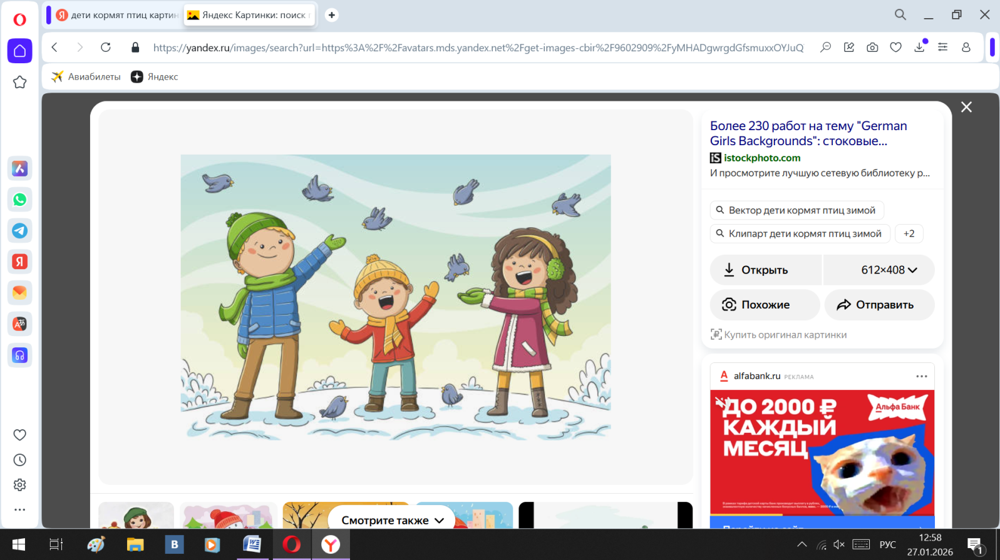 дети кормят птиц картин
Яндекс Картинки: поиск
https://yandex.ru/images/search?url=https%3A%2F%2Favatars.mds.yandex.net%2Fget-images-cbir%2F9602909%2FyMHADgwrgdGfsmuxxOYJuQ
Авиабилеты
Яндекс
Более 230 работ на тему "German
Girls Backgrounds": стоковые...
iS istockphoto.com
И просмотрите лучшую сетевую библиотеку р...
Вектор дети кормят птиц зимой
Клипарт дети кормят птиц зимой
+2
Открыть
612×408
Похожие
Отправить
Купить оригинал картинки
alfabank.ru РЕКЛАМА
ДО 2000 ₽
КАЖДЫЙ
МЕСЯЦ
Альфа Банк
Смотрите также
РУС
12:58
27.01.2026
1